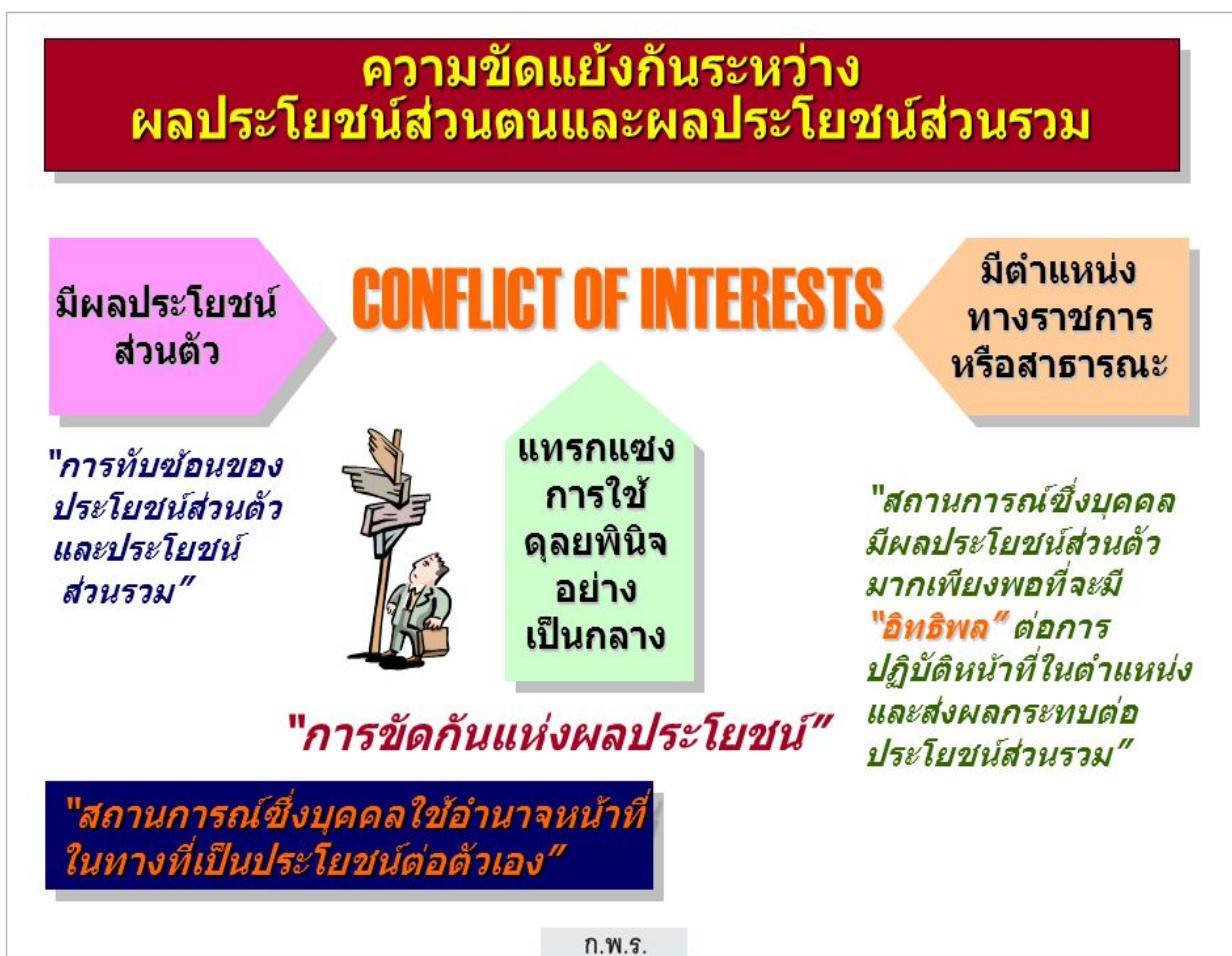 ความขัดแย้งกันระหว่าง
ผลประโยชน์ส่วนตนและผลประโยชน์ส่วนรวม
มีผลประโยชน์
ส่วนตัว
CONFLICT OF INTERESTS
มีตำแหน่ง
ทางราชการ
หรือสาธารณะ
"การทับซ้อนของ
ประโยชน์ส่วนตัว
และประโยชน์
ส่วนรวม"
แทรกแซง
การใช้
ดุลยพินิจ
อย่าง
เป็นกลาง
"สถานการณ์ซึ่งบุคคล
มีผลประโยชน์ส่วนตัว
มากเพียงพอที่จะมี
"อิทธิพล" ต่อการ
ปฏิบัติหน้าที่ในตำแหน่ง
และส่งผลกระทบต่อ
ประโยชน์ส่วนรวม"
"การขัดกันแห่งผลประโยชน์"
"สถานการณ์ซึ่งบุคคลใช้อำนาจหน้าที่
ในทางที่เป็นประโยชน์ต่อตัวเอง"
ก.พ.ร.